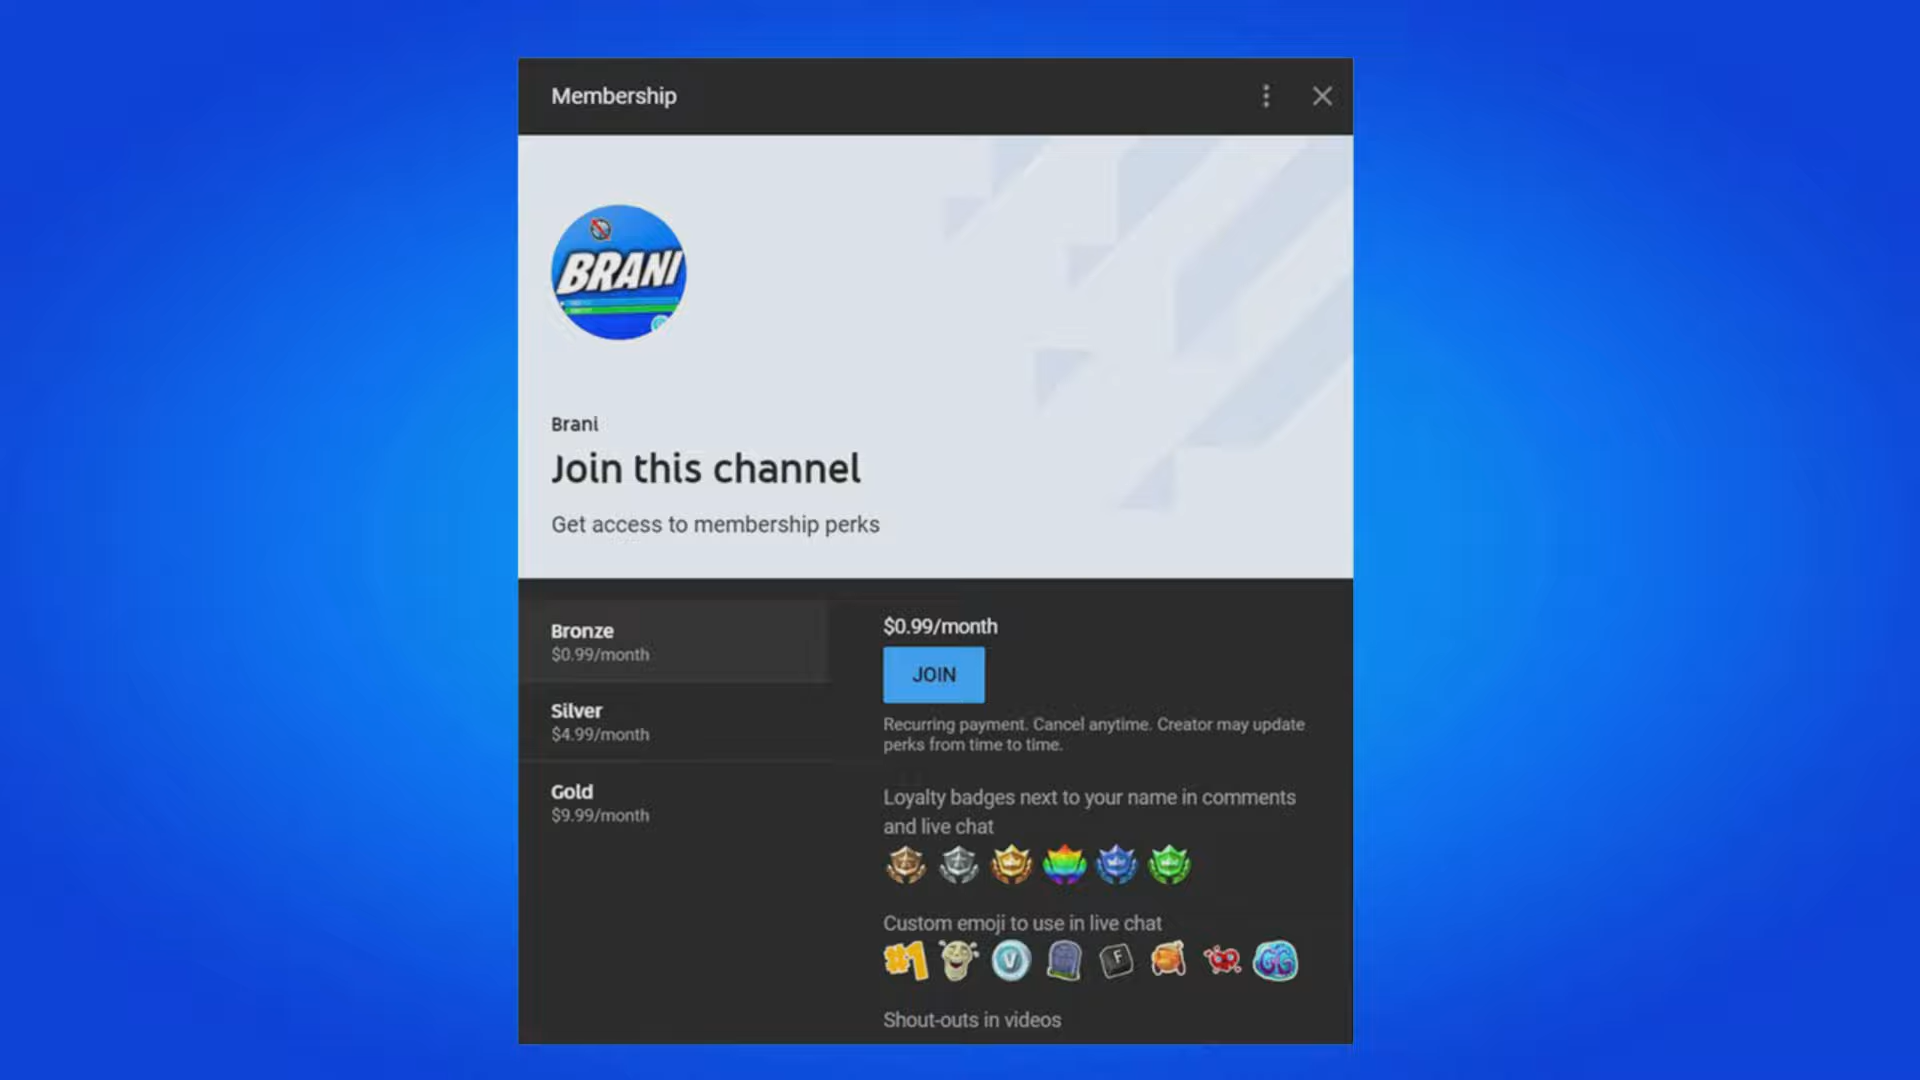 Membership
BRANI
Brani
Join this channel
Get access to membership perks
Bronze
$0.99/month
Silver
$4.99/month
Gold
$9.99/month
$0.99/month
JOIN
Recurring payment. Cancel anytime. Creator may update
perks from time to time.
Loyalty badges next to your name in comments
and live chat
Custom emoji to use in live chat
#1
V
F
GG
Shout-outs in videos